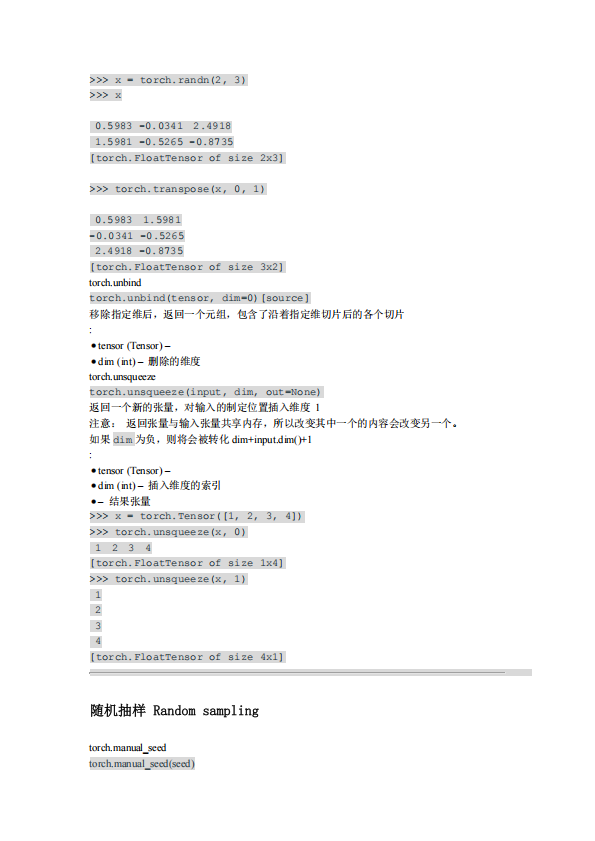 >>> x = torch.randn(2, 3)
>>> x
0.5983 -0.0341 2.4918
1.5981 -0.5265 -0.8735
[torch.FloatTensor of size 2x3]
>>> torch.transpose(x, 0, 1)
0.5983 1.5981
-0.0341 -0.5265
2.4918 -0.8735
[torch.FloatTensor of size 3x2]
torch.unbind
torch.unbind(tensor, dim=0)[source]
移除指定维后，返回一个元组，包含了沿着指定维切片后的各个切片
:
●tensor (Tensor) –
●dim (int) – 删除的维度
torch.unsqueeze
torch.unsqueeze(input, dim, out=None)
返回一个新的张量，对输入的制定位置插入维度 1
注意： 返回张量与输入张量共享内存，所以改变其中一个的内容会改变另一个。
如果 dim 为负，则将会被转化 dim+input.dim()+1
:
●tensor (Tensor) –
●dim (int) – 插入维度的索引
●– 结果张量
>>> x = torch.Tensor([1, 2, 3, 4])
>>> torch.unsqueeze(x, 0)
1 2 3 4
[torch.FloatTensor of size 1x4]
>>> torch.unsqueeze(x, 1)
1
2
3
4
[torch.FloatTensor of size 4x1]
随机抽样 Random sampling
torch.manual_seed
torch.manual_seed(seed)